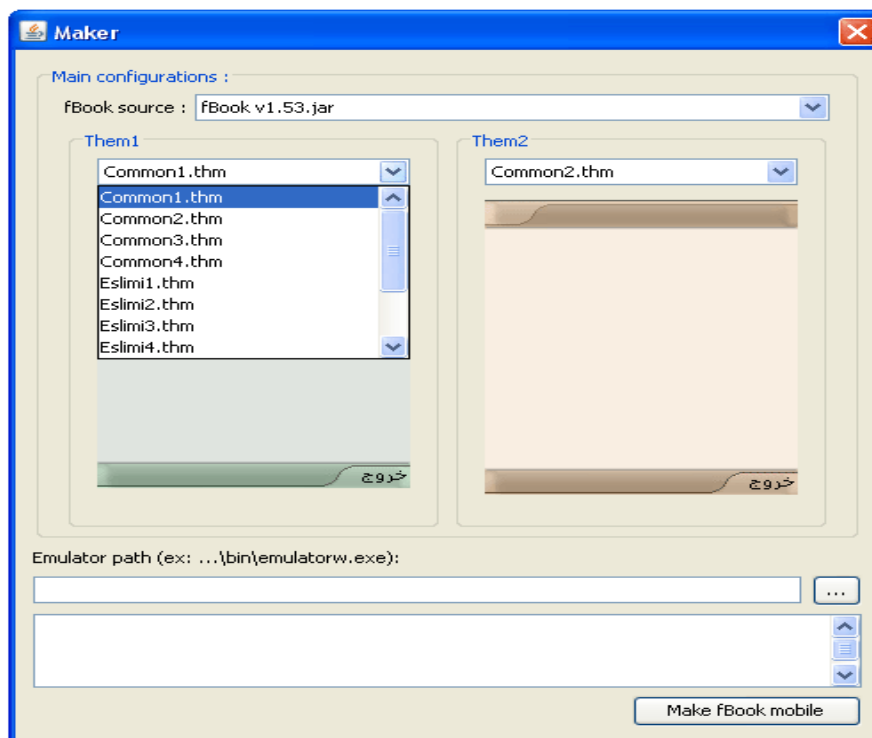 Maker
Main configurations :
fBook source : fBook v1.53.jar
Them1
Common1.thm
Common1.thm
Common2.thm
Common3.thm
Common4.thm
Eslimi1.thm
Eslimi2.thm
Eslimi3.thm
Eslimi4.thm
خروج
Them2
Common2.thm
خروج
Emulator path (ex: ...\bin\emulatorw.exe):
...
Make fBook mobile